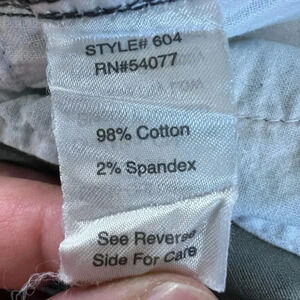 STYLE# 604
RN#54077
98% Cotton
2% Spandex
See Reverse
Side For Care